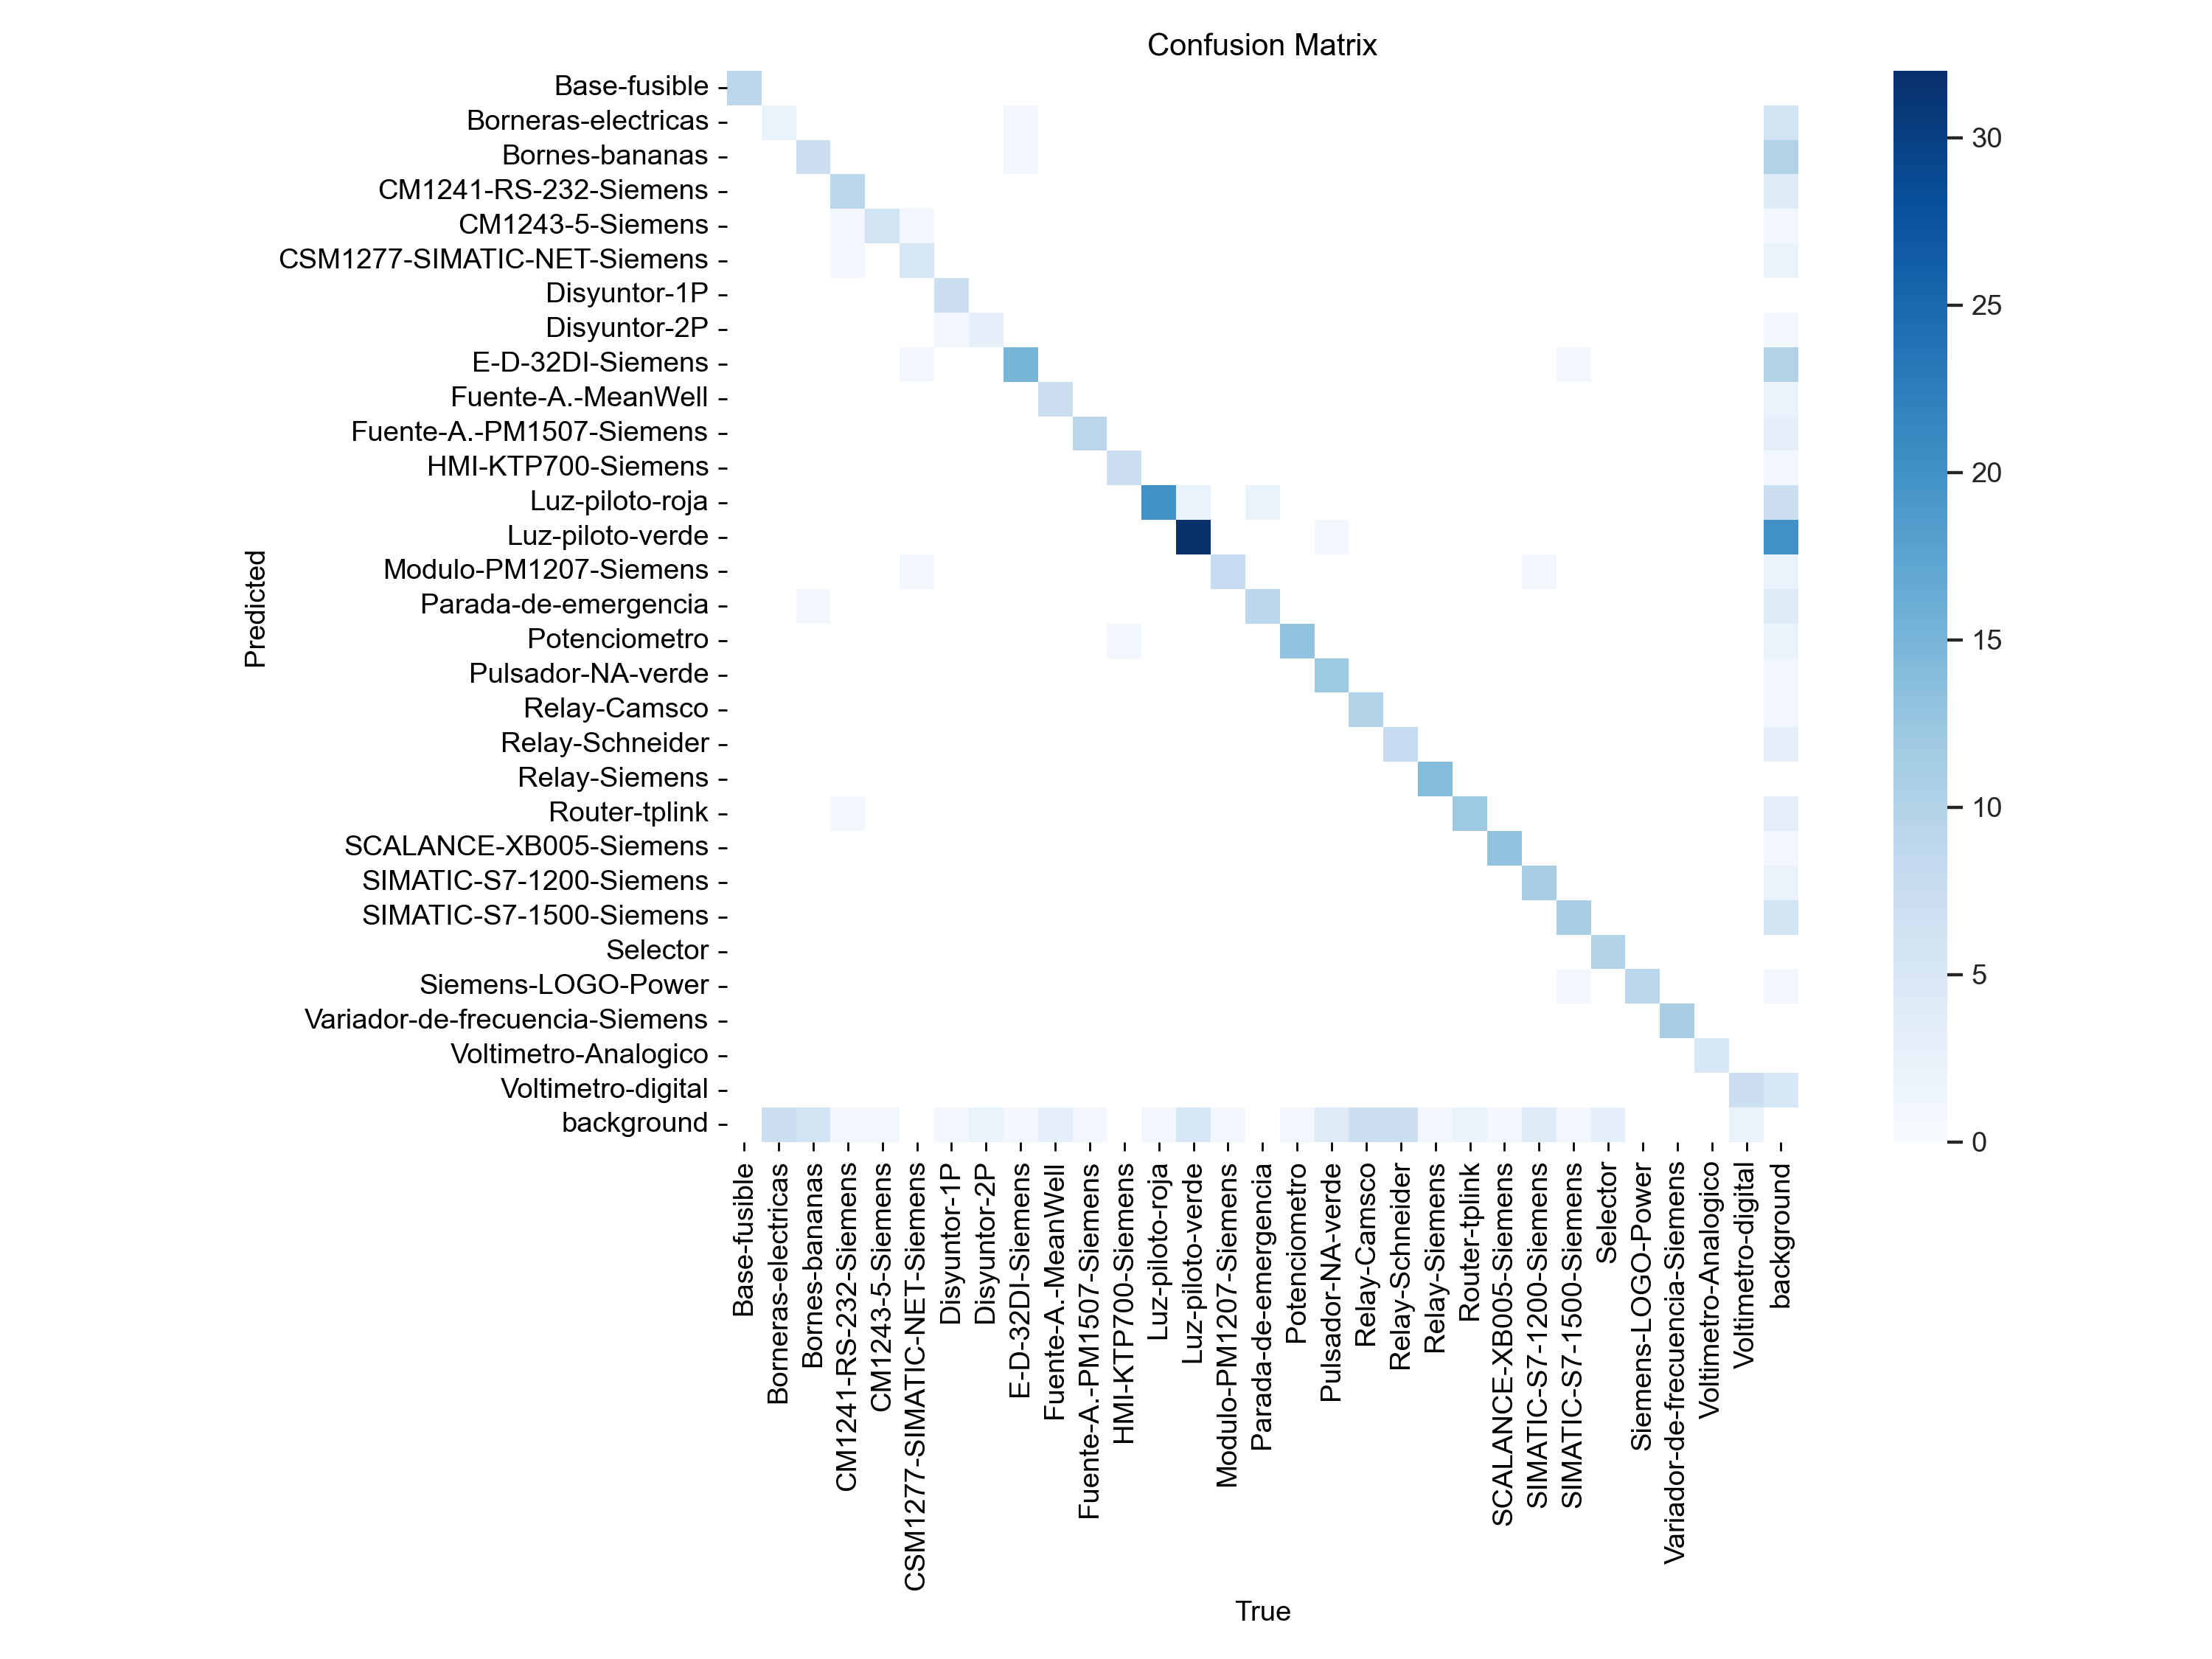 Confusion Matrix
Base-fusible
Borneras-electricas
Bornes-bananas
CM1241-RS-232-Siemens
CM1243-5-Siemens
CSM1277-SIMATIC-NET-Siemens
Disyuntor-1P
Disyuntor-2P
E-D-32DI-Siemens
Fuente-A.-MeanWell
Fuente-A.-PM1507-Siemens
HMI-KTP700-Siemens
Luz-piloto-roja
Luz-piloto-verde
Modulo-PM1207-Siemens
Parada-de-emergencia
Potenciometro
Pulsador-NA-verde
Relay-Camsco
Relay-Schneider
Relay-Siemens
Router-tplink
SCALANCE-XB005-Siemens
SIMATIC-S7-1200-Siemens
SIMATIC-S7-1500-Siemens
Selector
Siemens-LOGO-Power
Variador-de-frecuencia-Siemens
Voltimetro-Analogico
Voltimetro-digital
background
Predicted
Base-fusible
Borneras-electricas
Bornes-bananas
CM1241-RS-232-Siemens
CM1243-5-Siemens
CSM1277-SIMATIC-NET-Siemens
Disyuntor-1P
Disyuntor-2P
E-D-32DI-Siemens
Fuente-A.-MeanWell
Fuente-A.-PM1507-Siemens
HMI-KTP700-Siemens
Luz-piloto-roja
Luz-piloto-verde
Modulo-PM1207-Siemens
Parada-de-emergencia
Potenciometro
Pulsador-NA-verde
Relay-Camsco
Relay-Schneider
Relay-Siemens
Router-tplink
SCALANCE-XB005-Siemens
SIMATIC-S7-1200-Siemens
SIMATIC-S7-1500-Siemens
Selector
Siemens-LOGO-Power
Variador-de-frecuencia-Siemens
Voltimetro-Analogico
Voltimetro-digital
background
True
30
25
20
15
10
5
0